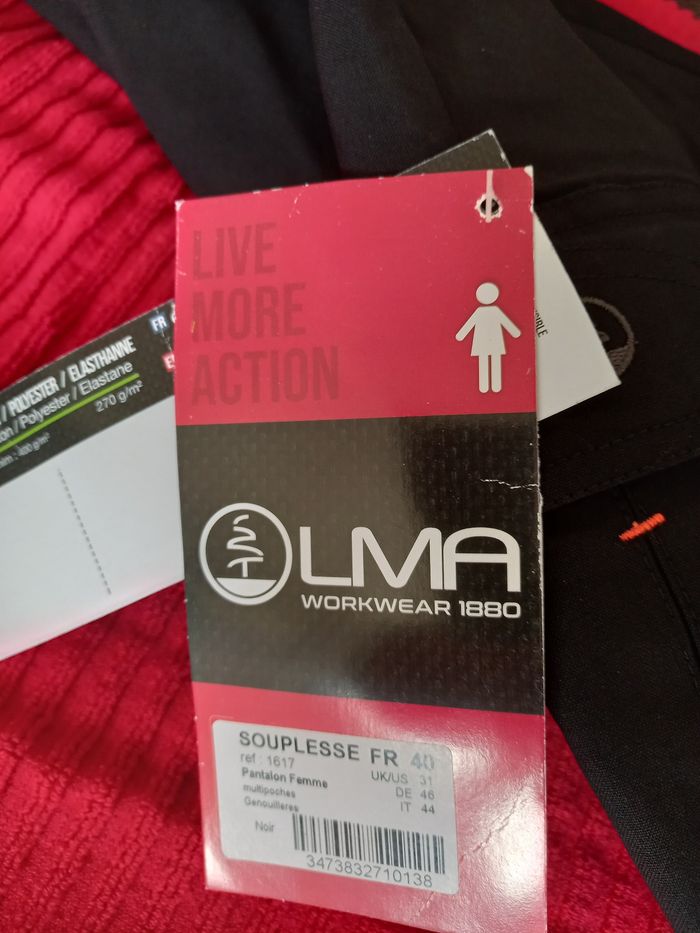 LIVE
MORE
ACTION
LMA
WORKWEAR 1880
SOUPLESSE FR 40
ref : 1617
Pantalon Femme
UK/US 31
multipoches
DE 46
Genouilleres
IT 44
Noir
3473832710138
FR
/ POLYESTER / ELASTHANNE
/ Polyester / Elastane
270 g/m²